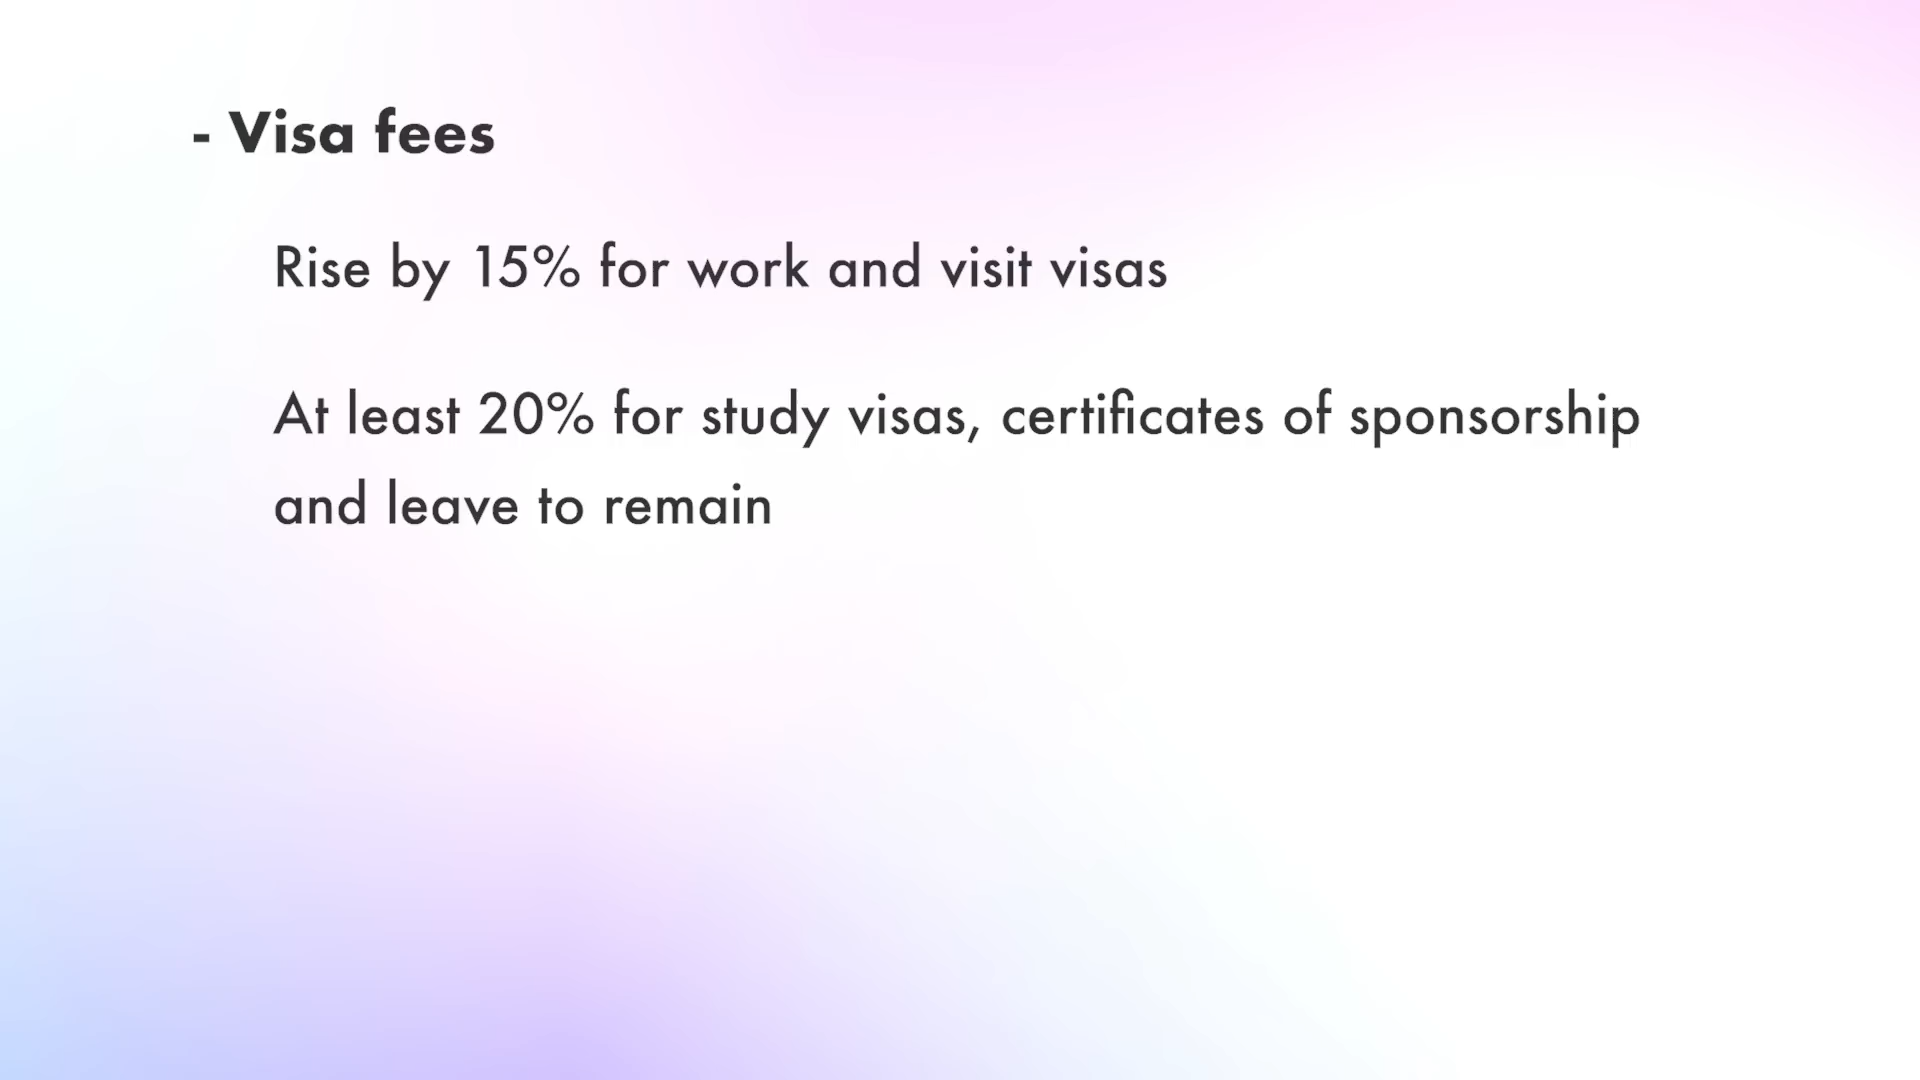 - Visa fees
Rise by 15% for work and visit visas
At least 20% for study visas, certificates of sponsorship
and leave to remain